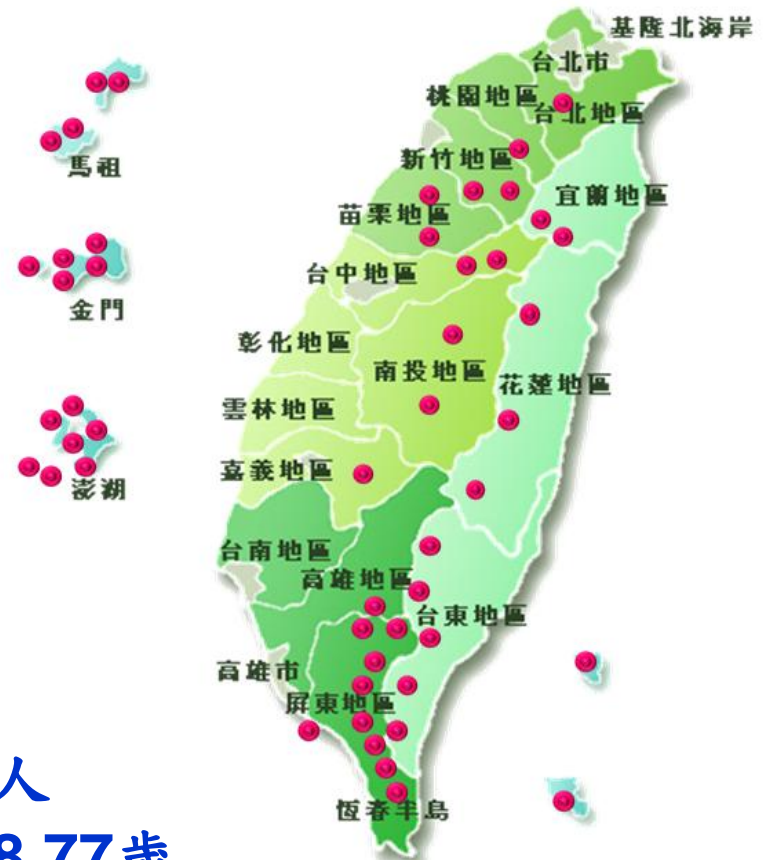 基隆北海岸
台北市
桃園地區
台北地區
新竹地區
馬祖
宜蘭地區
苗栗地區
台中地區
金門
彰化地區
南投地區
花蓮地區
雲林地區
嘉義地區
澎湖
台南地區
高雄地區
台東地區
高雄市
屏東地區
人
恆春半島
8.77歲